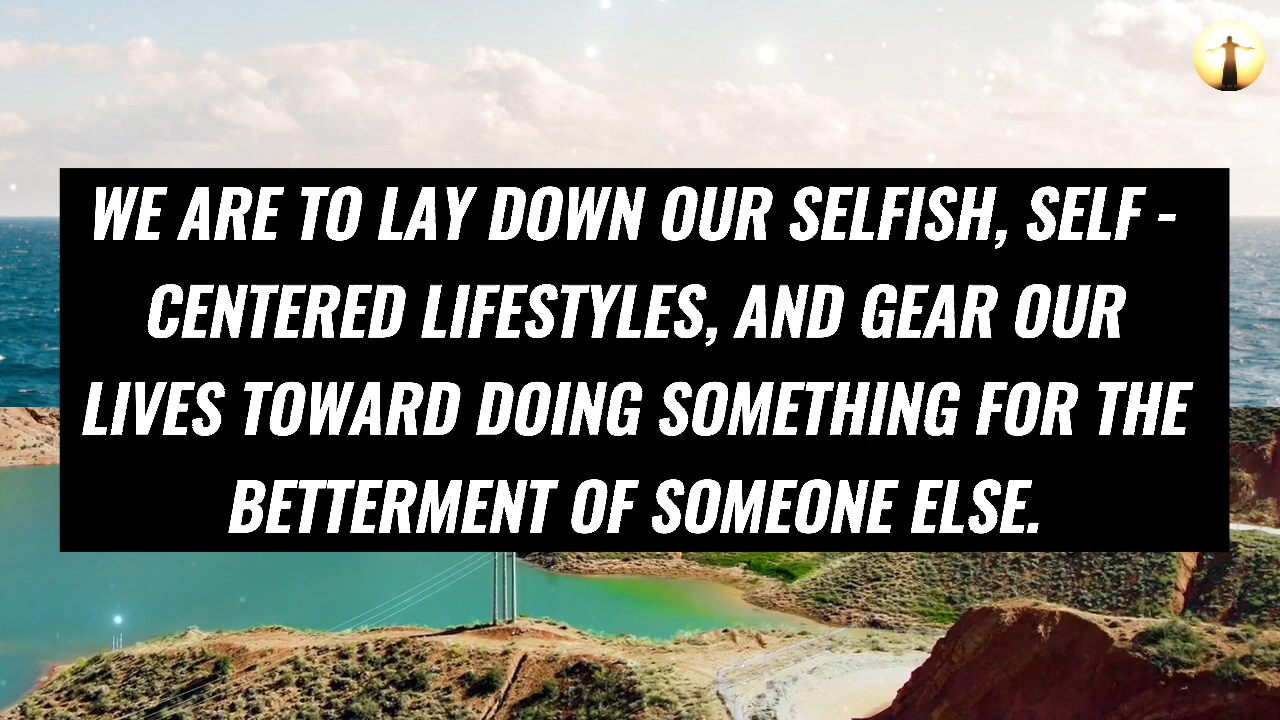 WE ARE TO LAY DOWN OUR SELFISH, SELF -
CENTERED LIFESTYLES, AND GEAR OUR
LIVES TOWARD DOING SOMETHING FOR THE
BETTERMENT OF SOMEONE ELSE.